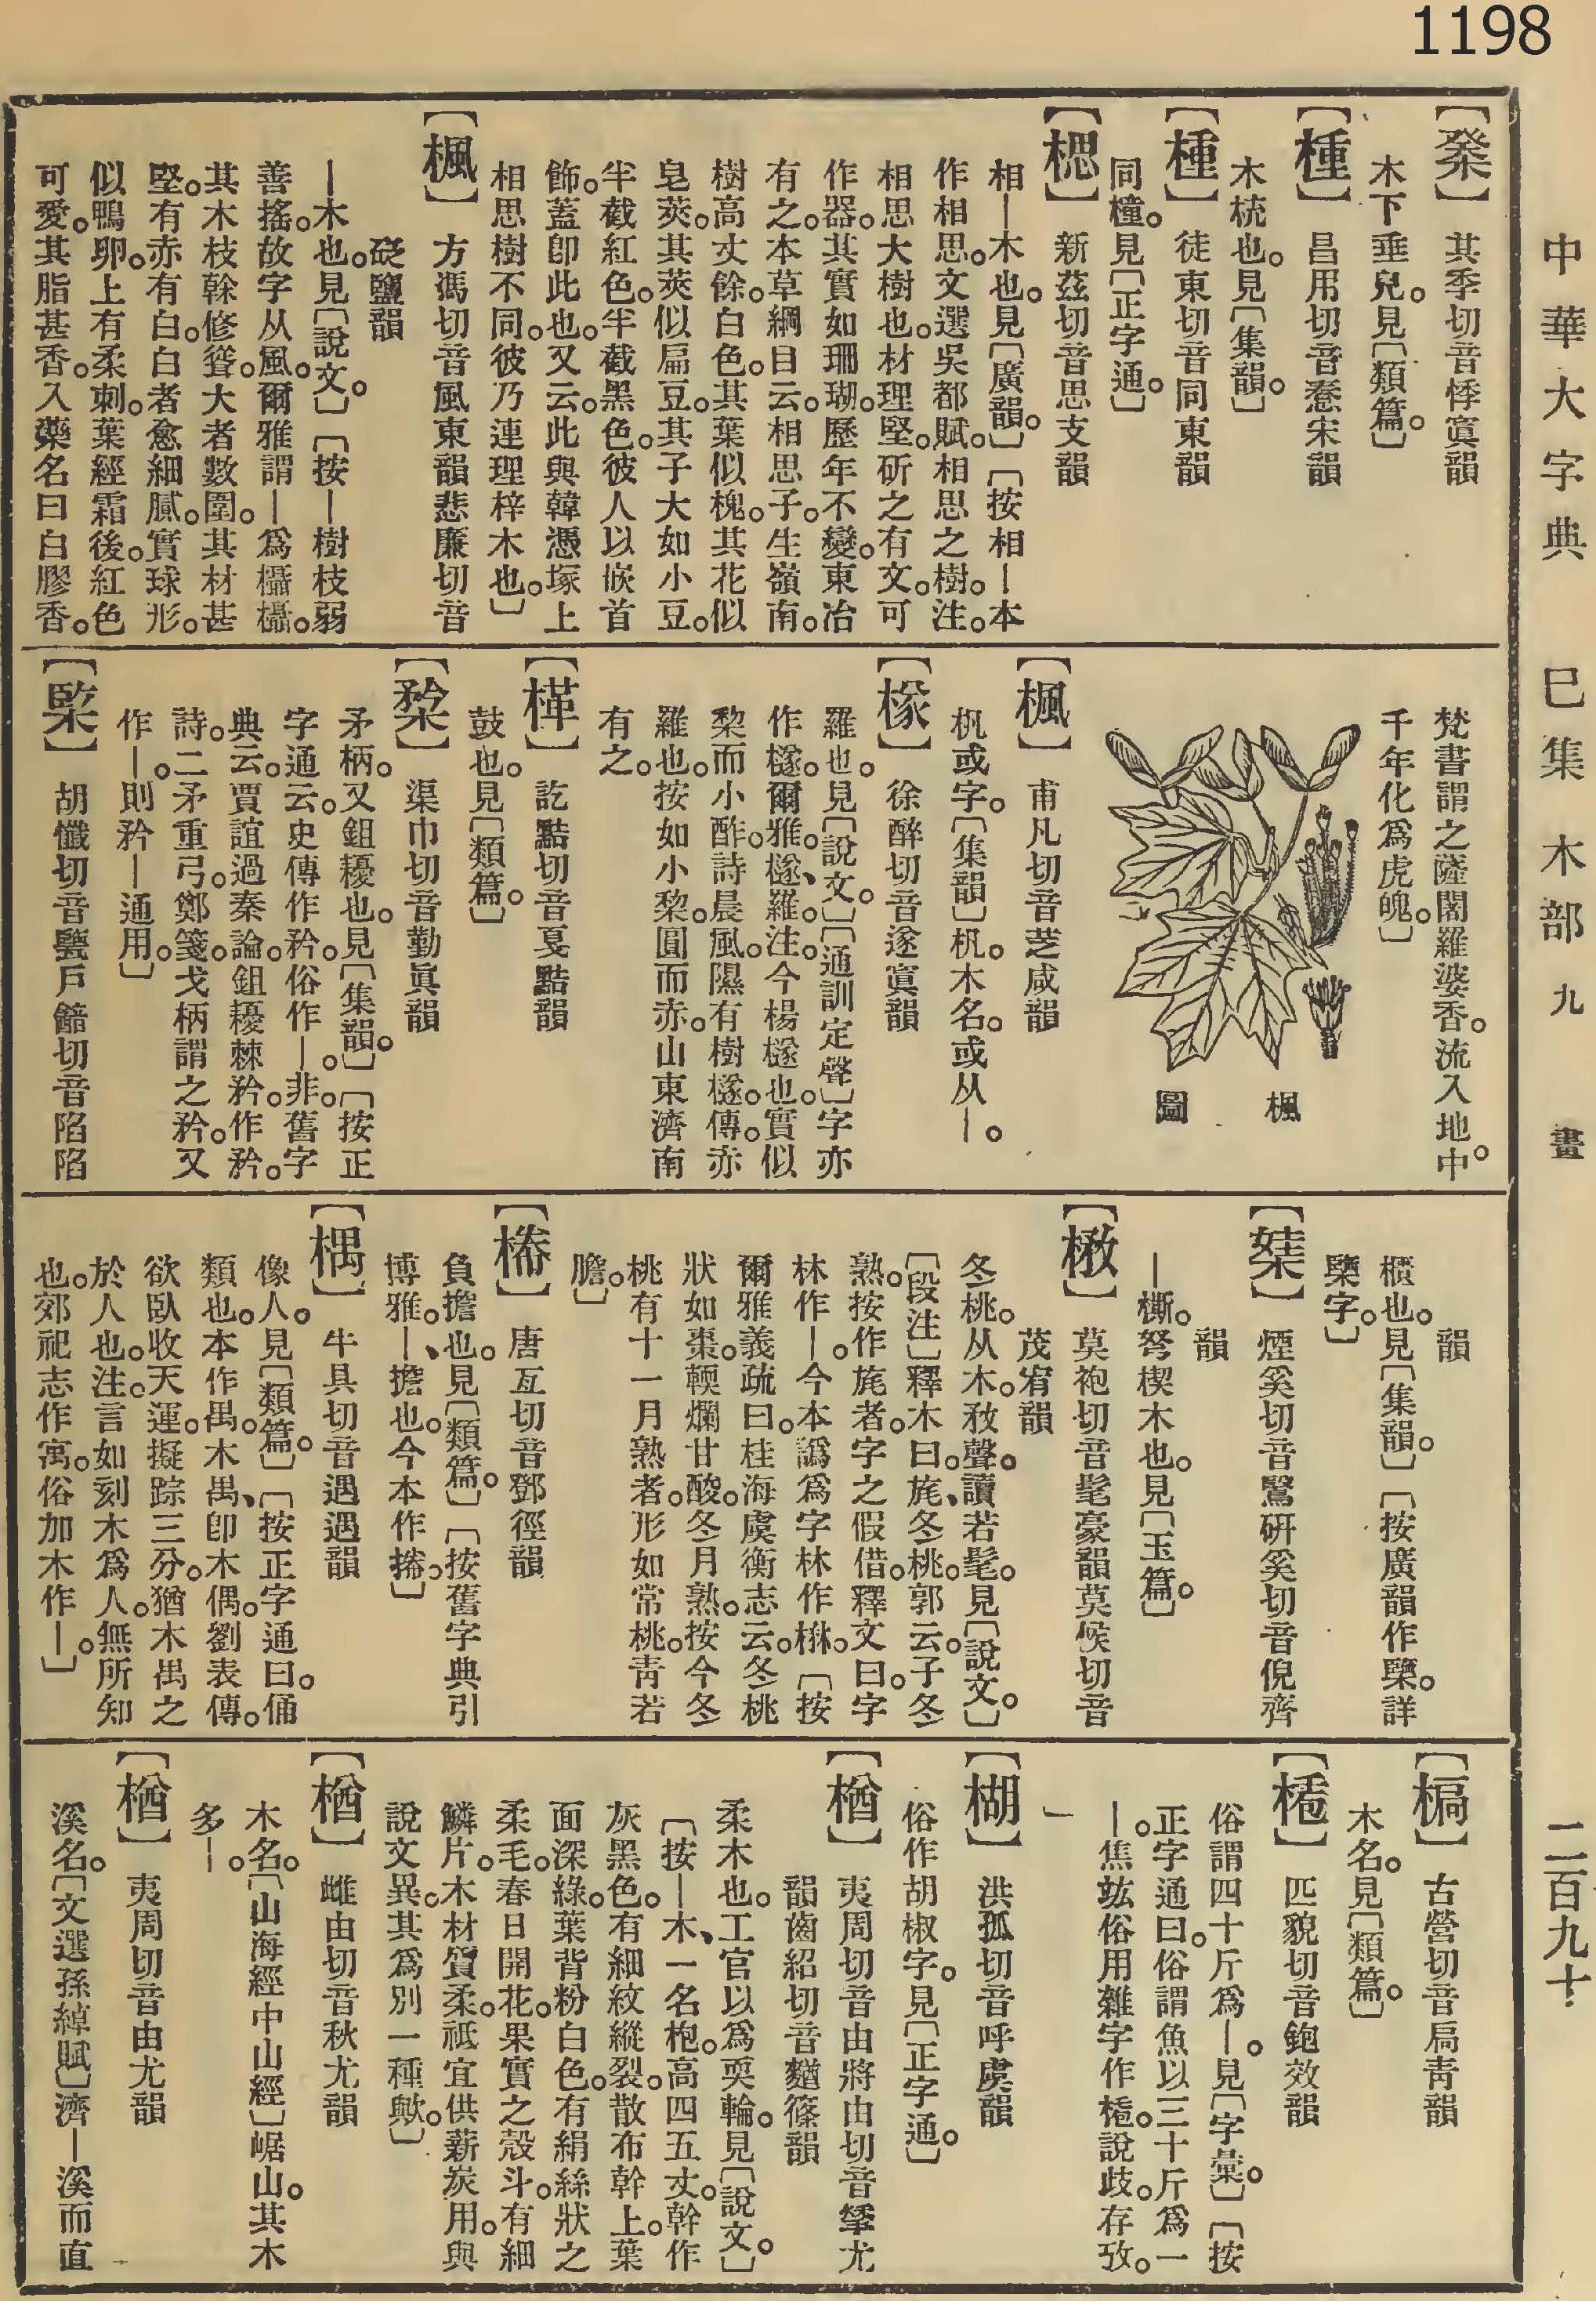 1198
中華大字典　巳集　木部　九畫　二百九十
【楑】　其季切音悸寘韻
木下垂皃。見〔類篇。〕
【㮔】　昌用切音憃宋韻
木梳也。見〔集韻。〕
【㮔】　徒東切音同東韻
同橦。見〔正字通。〕
【楒】　新茲切音思支韻
相—木也。見〔廣韻。〕〔按相—本
作相思。文選吳都賦。相思之樹。注。
相思大樹也。材理堅。斫之有文。可
作器。其實如珊瑚。歷年不變。東冶
有之。本草綱目云。相思子。生嶺南。
樹高丈餘。白色。其葉似槐。其花似
皂莢。其莢似扁豆。其子大如小豆。
半截紅色。半截黑色。彼人以嵌首
飾。蓋卽此也。又云。此與韓憑塚上
相思樹不同。彼乃連理梓木也。〕
【楓】　方馮切音風東韻悲廉切音
砭鹽韻
—木也。見〔說文。〕〔按—樹枝弱
善搖。故字从風。爾雅謂—爲欇欇。
其木枝榦修聳。大者數圍。其材甚
堅。有赤有白。白者愈細膩。實球形。
似鴨卵。上有柔刺。葉經霜後。紅色
可愛。其脂甚香。入藥名曰白膠香。
梵書謂之薩闍羅婆香。流入地中。
千年化爲虎魄。〕
楓
圖
【楓】　甫凡切音芝咸韻
杋或字。〔集韻〕杋。木名。或从—。
【㯌】　徐醉切音遂寘韻
羅也。見〔說文。〕〔通訓定聲〕字亦
作檖。爾雅。檖、羅。注。今楊檖也。實似
棃而小酢。詩晨風。隰有樹檖。傳。赤
羅也。按如小棃。圓而赤。山東濟南
有之。
【楎】　訖黠切音戛黠韻
鼓也。見〔類篇。〕
【䅔】　渠巾切音勤眞韻
矛柄。又鉏耰也。見〔集韻。〕〔按正
字通云。史傳作矜。俗作—。非。舊字
典云。賈誼過秦論。鉏耰棘矜。作矜。
詩。二矛重弓。鄭箋。戈柄謂之矜。又
作—。則矜—通用。〕
胡懺切音鑒戶韽切音陷陷
韻
櫃也。見〔集韻。〕〔按廣韻作㯺。詳
㯺字。〕
煙奚切音鷖研奚切音倪齊
韻
—櫯。弩楔木也。見〔玉篇。〕
【楙】　莫袍切音髦豪韻莫候切音
茂宥韻
冬桃。从木。敄聲。讀若髦。見〔說文。〕
〔段注〕釋木曰。旄、冬桃。郭云。子冬
熟。按作旄者。字之假借。釋文曰。字
林作—。今本譌爲字林作楙。〔按
爾雅義疏曰。桂海虞衡志云。冬桃
狀如棗。輭爛甘酸。冬月熟。按今冬
桃有十一月熟者。形如常桃。靑若
膽。〕
唐亙切音鄧徑韻
負擔也。見〔類篇。〕〔按舊字典引
博雅。—、擔也。今本作㨲。〕
【楀】　牛具切音遇遇韻
像人。見〔類篇。〕〔按正字通曰。俑
類也。本作禺。木禺、卽木偶。劉表傳。
欲臥收天運。擬踪三分。猶木禺之
於人也。注。言如刻木爲人。無所知
也。郊祀志作寓。俗加木作—。〕
【㮰】　古營切音扃靑韻
木名。見〔類篇。〕
匹貌切音鉋效韻
俗謂四十斤爲—。見〔字彙。〕〔按
正字通曰。俗謂魚以三十斤爲一
—。焦竑俗用雜字作㮈。說歧。存攷。
〕
【楜】　洪孤切音呼虞韻
俗作胡椒字。見〔正字通。〕
【楢】　夷周切音由將由切音揫尤
韻齒紹切音麨篠韻
柔木也。工官以爲耎輪。見〔說文。〕
〔按—木、一名枹。高四五丈。幹作
灰黑色。有細紋縱裂。散布幹上。葉
面深綠。葉背粉白色。有絹絲狀之
柔毛。春日開花。果實之殼斗。有細
鱗片。木材質柔。祇宜供薪炭用。與
說文異。其爲別一種歟。〕
【楢】　雌由切音秋尤韻
木名。〔山海經中山經〕崌山。其木
多—。
【楢】　夷周切音由尤韻
溪名。〔文選孫綽賦〕濟—溪而直